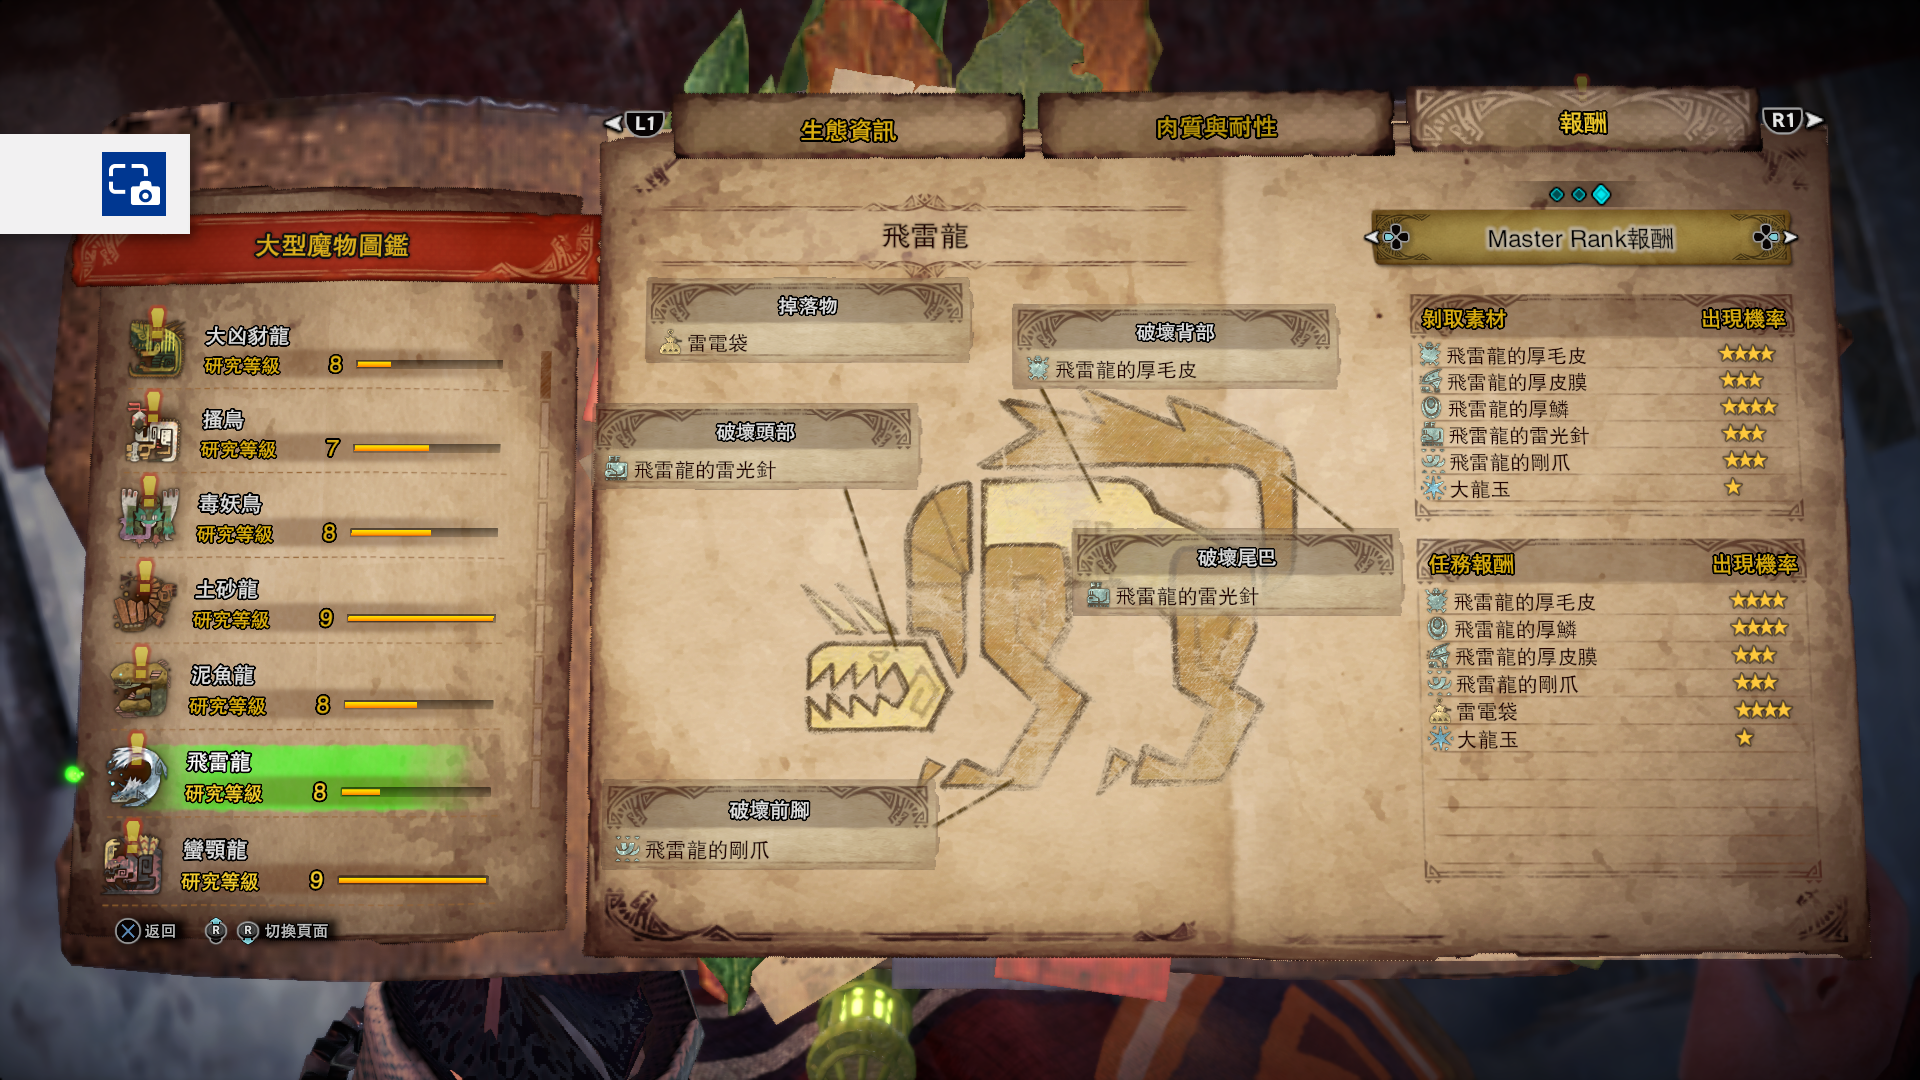 L1
生態資訊
肉質與耐性
報酬
R1
大型魔物圖鑑
大凶豺龍
研究等級 8
搔鳥
研究等級 7
毒妖鳥
研究等級 8
土砂龍
研究等級 9
泥魚龍
研究等級 8
飛雷龍
研究等級 8
蠻顎龍
研究等級 9
返回
R
R
切換頁面
飛雷龍
掉落物
雷電袋
破壞背部
飛雷龍的厚毛皮
破壞頭部
飛雷龍的雷光針
破壞尾巴
飛雷龍的雷光針
破壞前腳
飛雷龍的剛爪
Master Rank報酬
剝取素材 出現機率
飛雷龍的厚毛皮 ★★★★
飛雷龍的厚皮膜 ★★★
飛雷龍的厚鱗 ★★★★
飛雷龍的雷光針 ★★★
飛雷龍的剛爪 ★★★
大龍玉 ★
任務報酬 出現機率
飛雷龍的厚毛皮 ★★★★
飛雷龍的厚鱗 ★★★★
飛雷龍的厚皮膜 ★★★
飛雷龍的剛爪 ★★★
雷電袋 ★★★★
大龍玉 ★